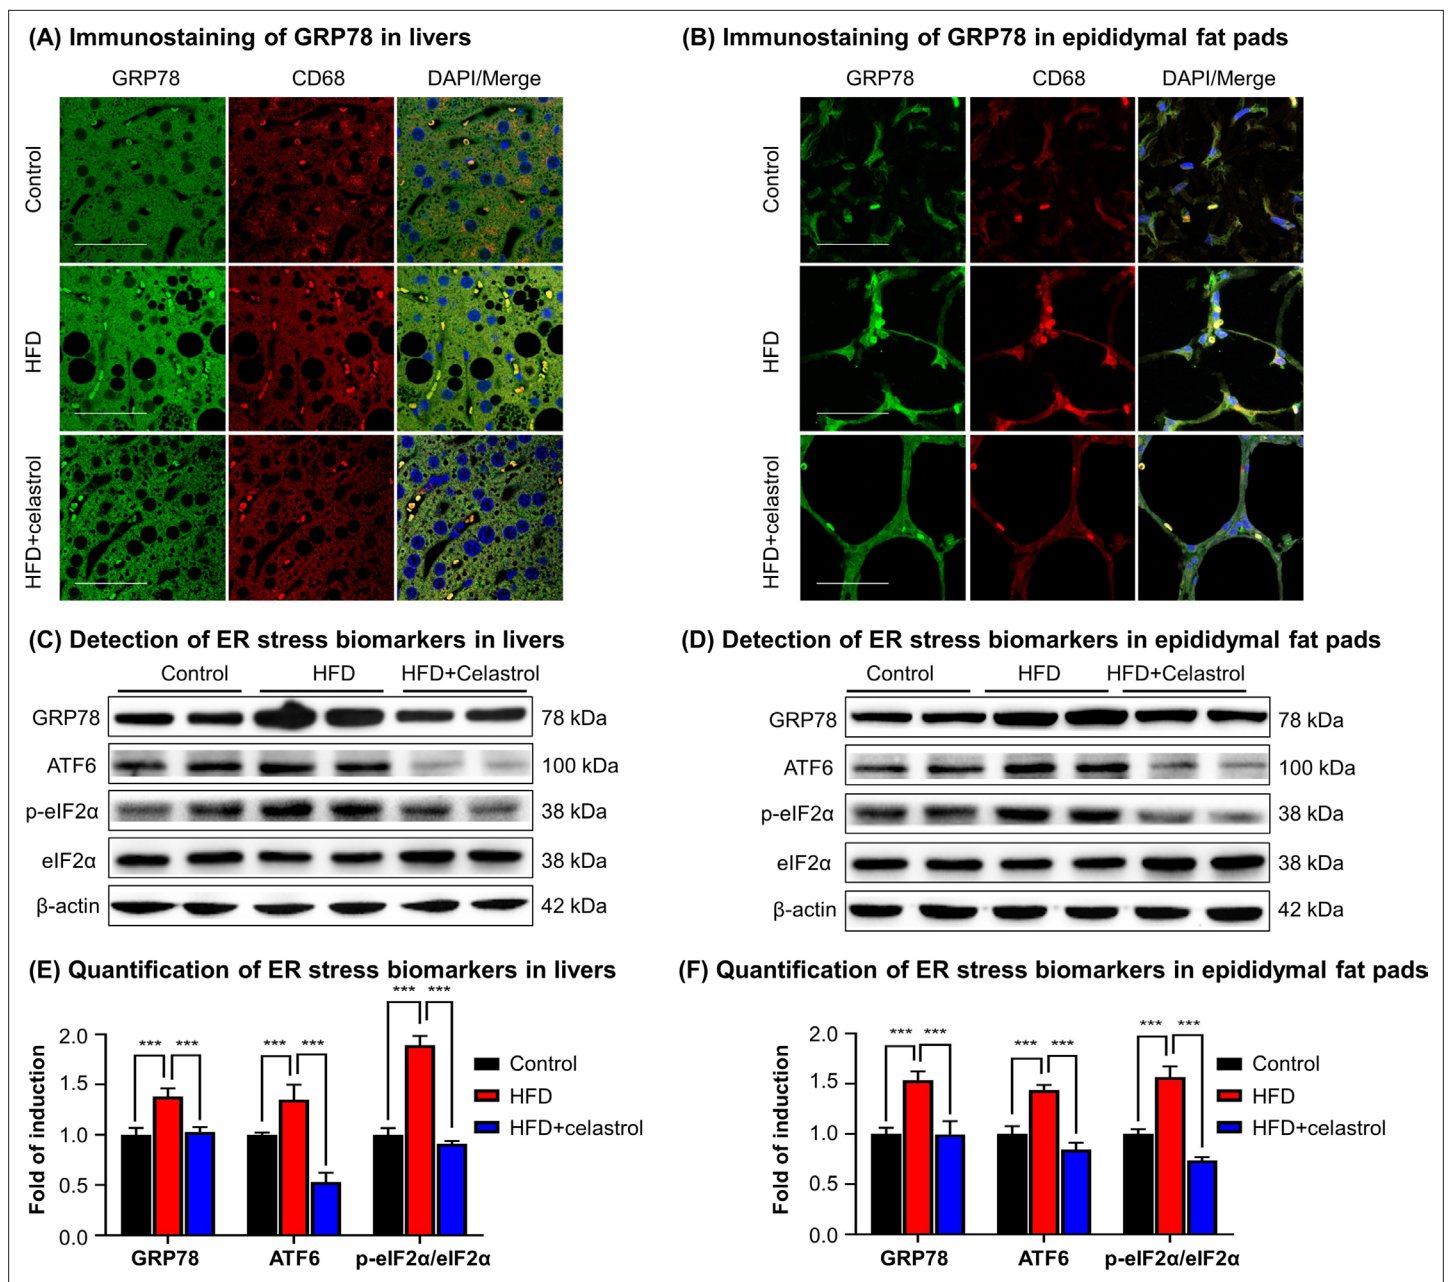 (A) Immunostaining of GRP78 in livers
GRP78 CD68 DAPI/Merge
Control
HFD
HFD+celastrol
(B) Immunostaining of GRP78 in epididymal fat pads
GRP78 CD68 DAPI/Merge
Control
HFD
HFD+celastrol
(C) Detection of ER stress biomarkers in livers
Control HFD HFD+Celastrol
GRP78 78 kDa
ATF6 100 kDa
p-eIF2α 38 kDa
eIF2α 38 kDa
β-actin 42 kDa
(D) Detection of ER stress biomarkers in epididymal fat pads
Control HFD HFD+Celastrol
GRP78 78 kDa
ATF6 100 kDa
p-eIF2α 38 kDa
eIF2α 38 kDa
β-actin 42 kDa
(E) Quantification of ER stress biomarkers in livers
Fold of induction
2.0
1.5
1.0
0.5
0.0
*** ***
*** ***
*** ***
GRP78 ATF6 p-eIF2α/eIF2α
Control
HFD
HFD+celastrol
(F) Quantification of ER stress biomarkers in epididymal fat pads
Fold of induction
2.0
1.5
1.0
0.5
0.0
*** ***
*** ***
*** ***
GRP78 ATF6 p-eIF2α/eIF2α
Control
HFD
HFD+celastrol